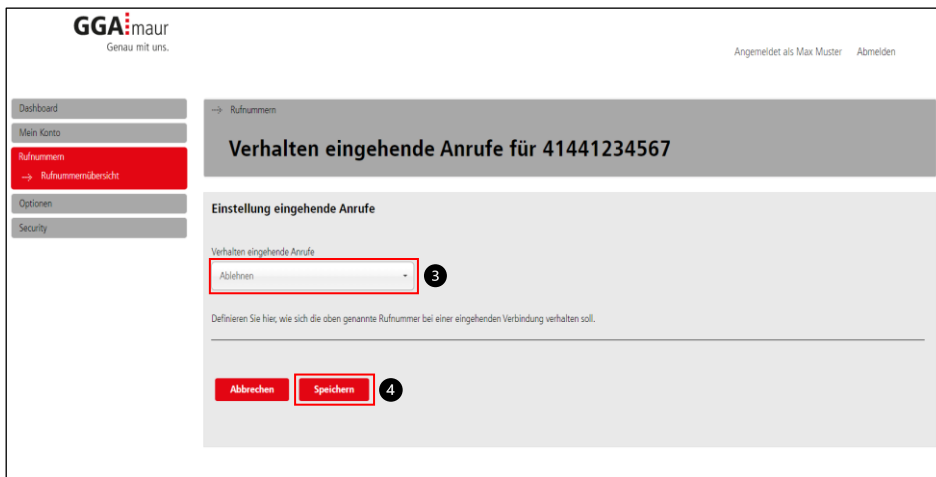 GGA maur
Genau mit uns.
Angemeldet als Max Muster Abmelden
Dashboard
Mein Konto
Rufnummern
→ Rufnummernübersicht
Optionen
Security
→ Rufnummern
Verhalten eingehende Anrufe für 41441234567
Einstellung eingehende Anrufe
Verhalten eingehende Anrufe
Ablehnen
3
Definieren Sie hier, wie sich die oben genannte Rufnummer bei einer eingehenden Verbindung verhalten soll.
Abbrechen Speichern 4